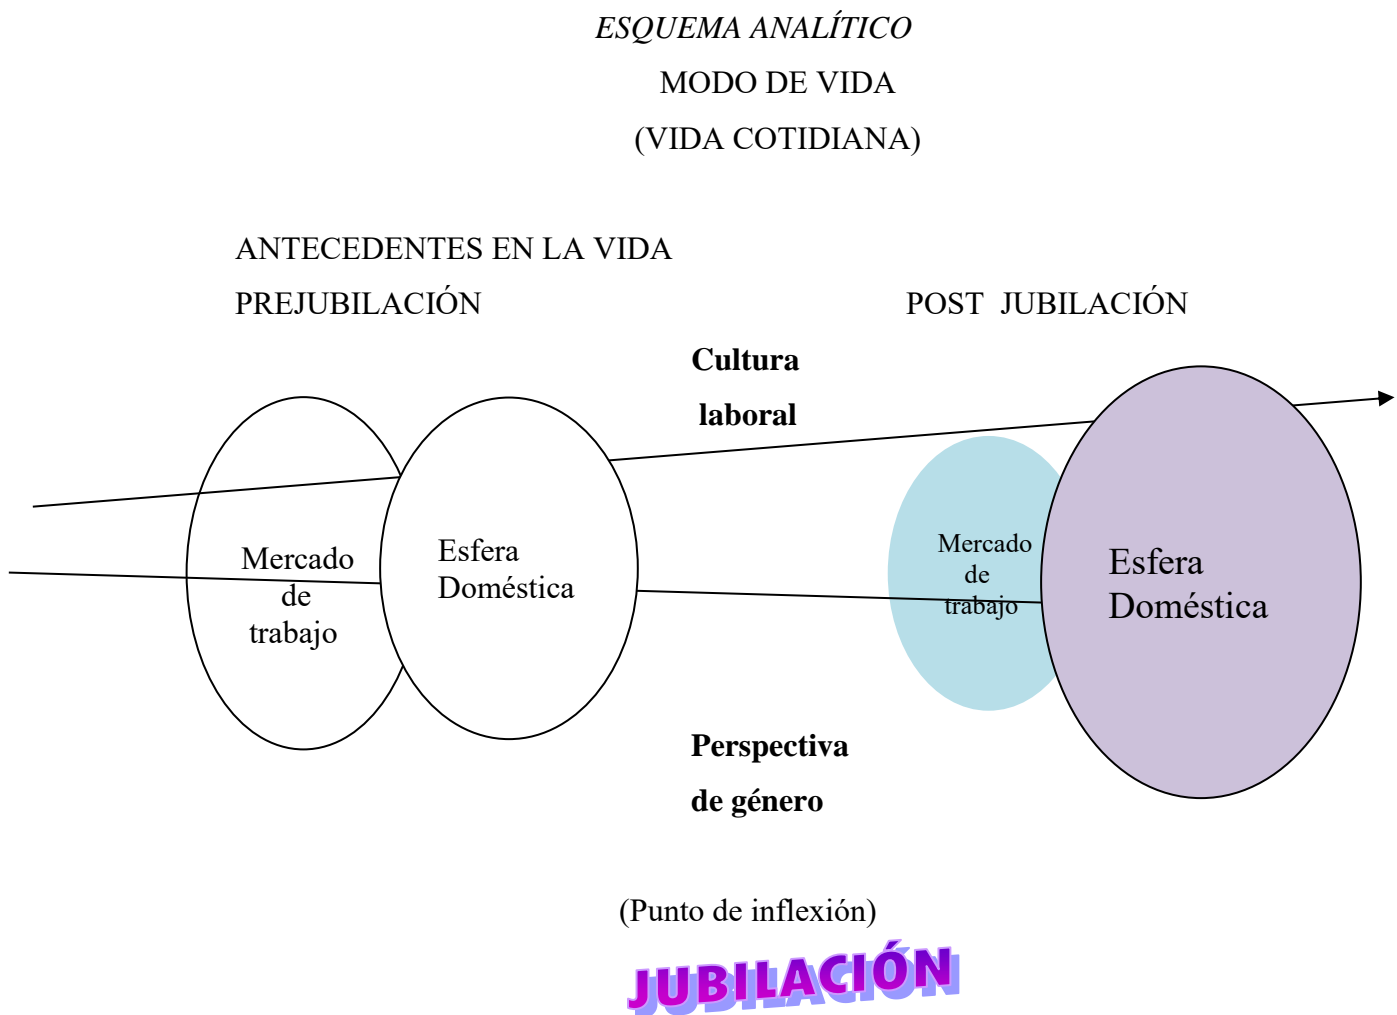 ESQUEMA ANALÍTICO
MODO DE VIDA
(VIDA COTIDIANA)
ANTECEDENTES EN LA VIDA
PREJUBILACIÓN
POST JUBILACIÓN
Cultura
laboral
Mercado
de
trabajo
Esfera
Doméstica
Mercado
de
trabajo
Esfera
Doméstica
Perspectiva
de género
(Punto de inflexión)
JUBILACIÓN